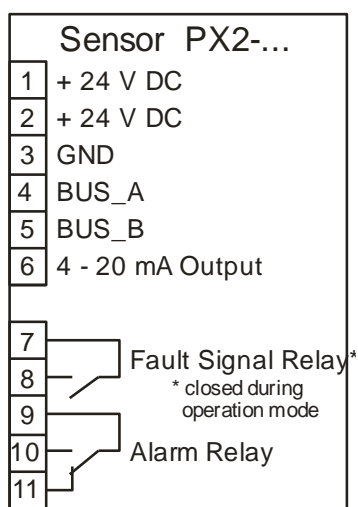 Sensor PX2-...
1 + 24 V DC
2 + 24 V DC
3 GND
4 BUS_A
5 BUS_B
6 4 - 20 mA Output
7
Fault Signal Relay*
8
* closed during
operation mode
9
10 Alarm Relay
11